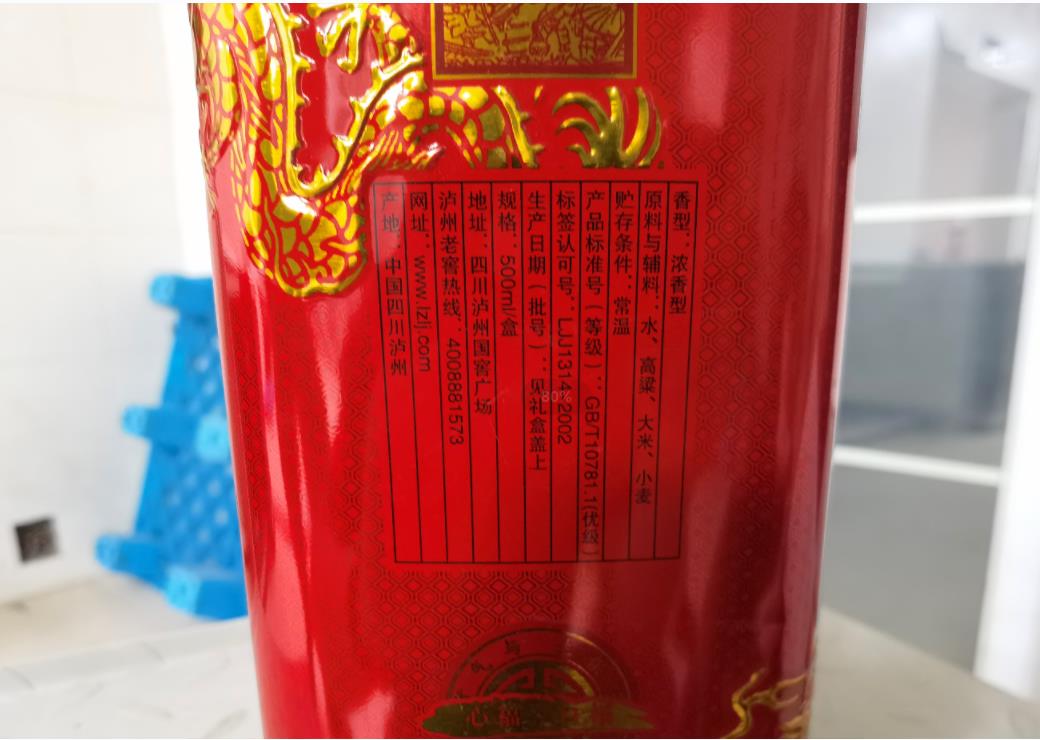 香型：浓香型
原料与辅料：水、高粱、大米、小麦
贮存条件：常温
产品标准号（等级）：GB/T10781.1(优级)
标签认可号：LJJ1314-2002
生产日期（批号）：见礼盒盖上
规格：500ml/盒
地址：四川泸州国窖广场
泸州老窖热线：4008881573
网址：www.lzlj.com
产地：中国四川泸州
80%